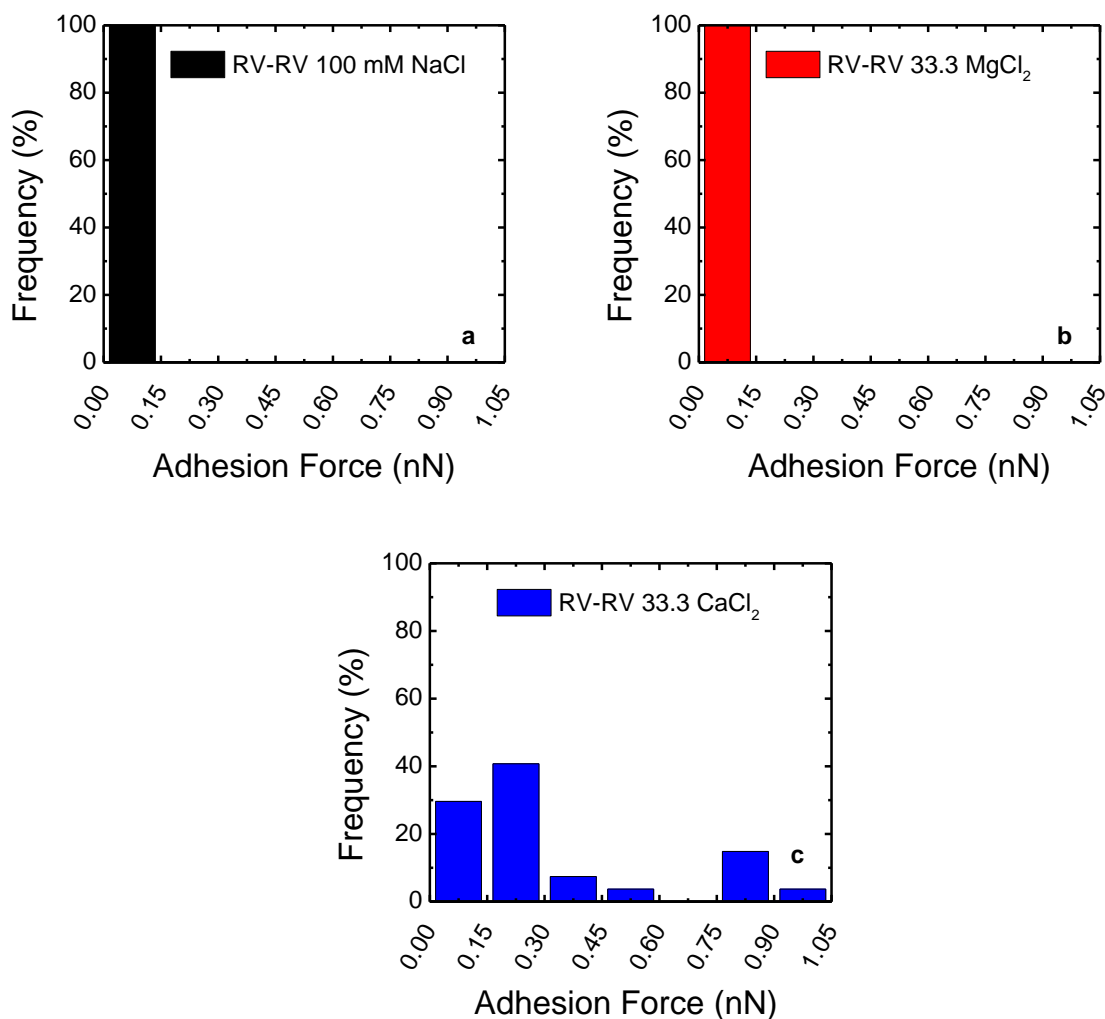 RV-RV 100 mM NaCl
Frequency (%)
100
80
60
40
20
0
a
0.00 0.15 0.30 0.45 0.60 0.75 0.90 1.05
Adhesion Force (nN)
RV-RV 33.3 MgCl₂
Frequency (%)
100
80
60
40
20
0
b
0.00 0.15 0.30 0.45 0.60 0.75 0.90 1.05
Adhesion Force (nN)
RV-RV 33.3 CaCl₂
Frequency (%)
100
80
60
40
20
0
c
0.00 0.15 0.30 0.45 0.60 0.75 0.90 1.05
Adhesion Force (nN)